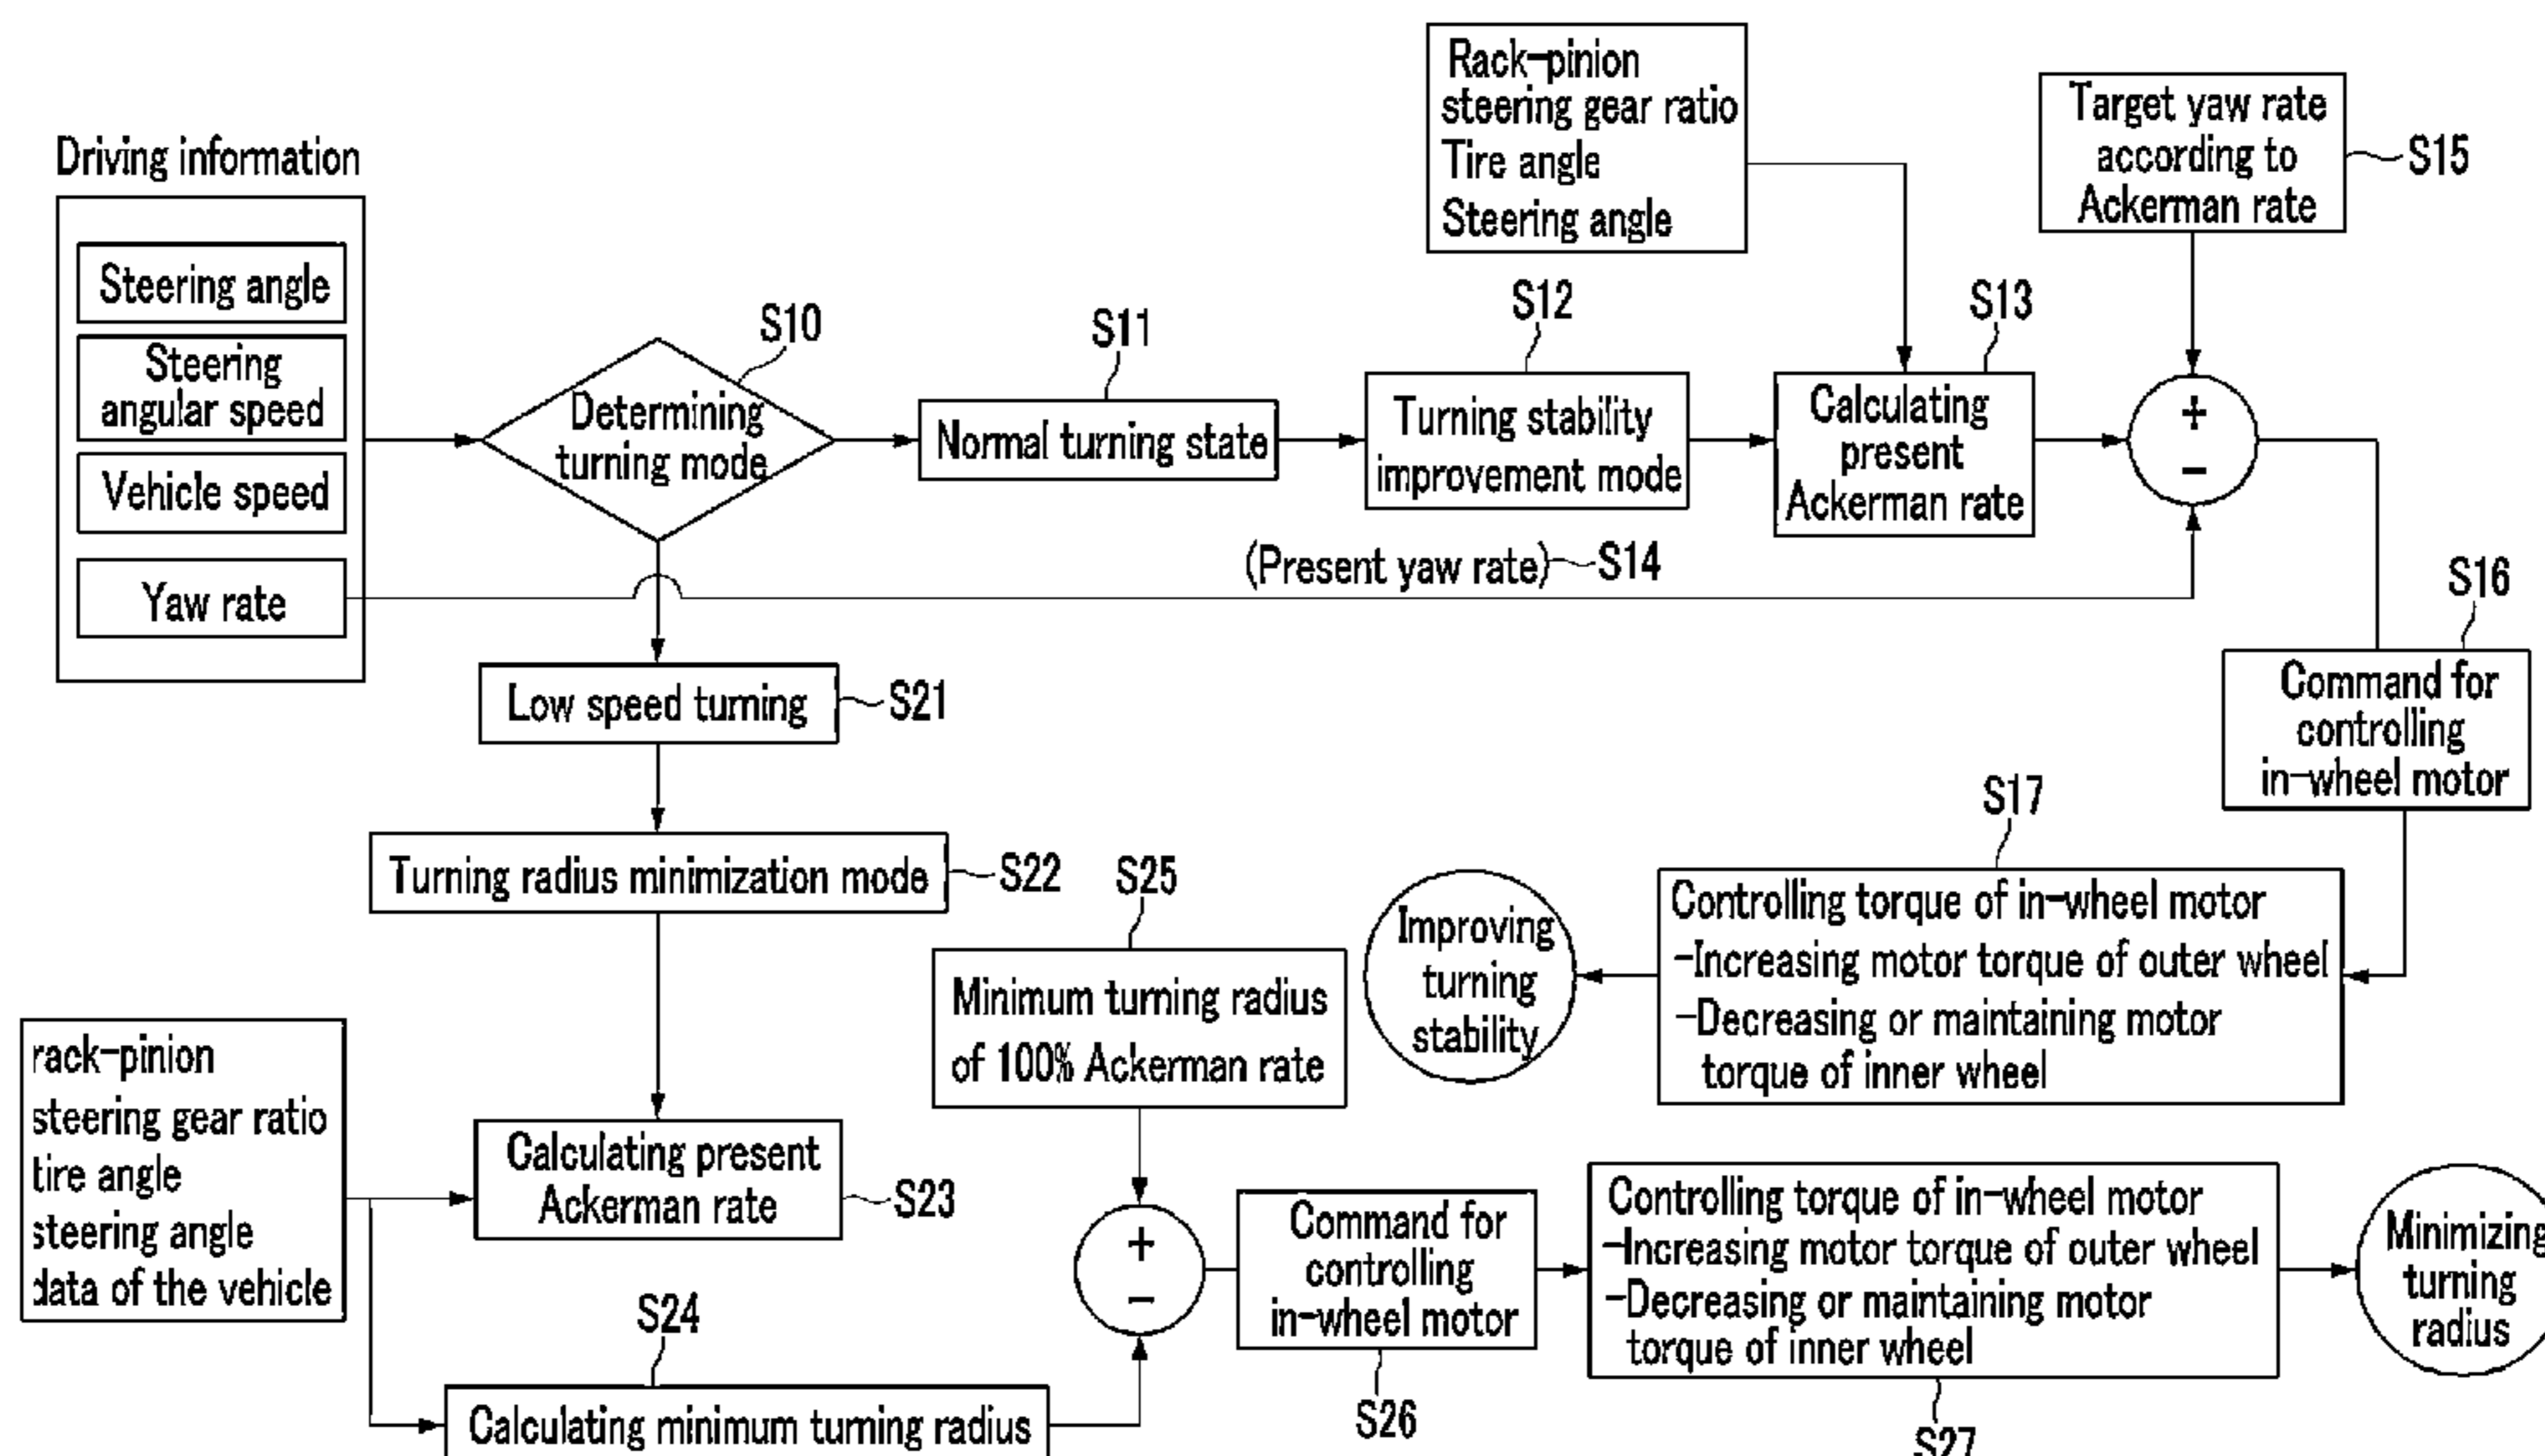 Driving information
Steering angle
Steering
angular speed
Vehicle speed
Yaw rate
S10
Determining
turning mode
S11
Normal turning state
S12
Turning stability
improvement mode
Rack-pinion
steering gear ratio
Tire angle
Steering angle
S13
Calculating
present
Ackerman rate
Target yaw rate
according to
Ackerman rate
S15
+
-
(Present yaw rate)
S14
S16
Command for
controlling
in-wheel motor
S17
Controlling torque of in-wheel motor
-Increasing motor torque of outer wheel
-Decreasing or maintaining motor
torque of inner wheel
Improving
turning
stability
Low speed turning
S21
Turning radius minimization mode
S22
rack-pinion
steering gear ratio
tire angle
steering angle
data of the vehicle
Calculating present
Ackerman rate
S23
S24
Calculating minimum turning radius
S25
Minimum turning radius
of 100% Ackerman rate
+
-
Command for
controlling
in-wheel motor
S26
Controlling torque of in-wheel motor
-Increasing motor torque of outer wheel
-Decreasing or maintaining motor
torque of inner wheel
S27
Minimizing
turning
radius